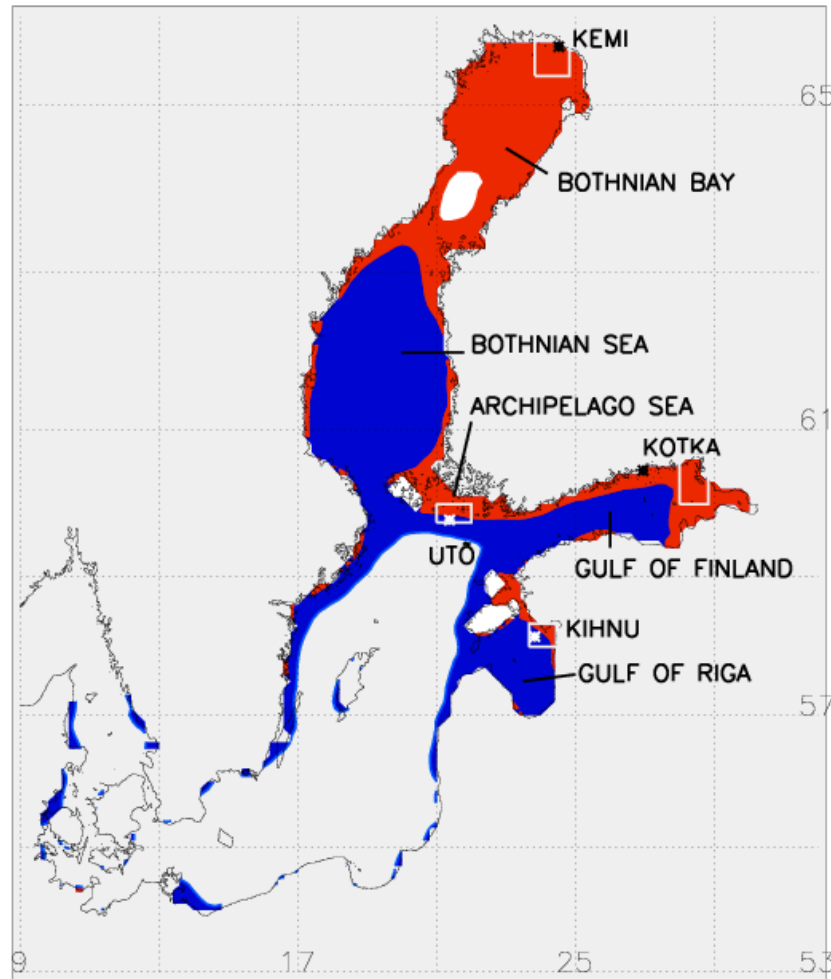 KEMI
65
BOTHNIAN BAY
BOTHNIAN SEA
ARCHIPELAGO SEA
61
KOTKA
UTÖ
GULF OF FINLAND
KIHNU
GULF OF RIGA
57
9
17
25
53